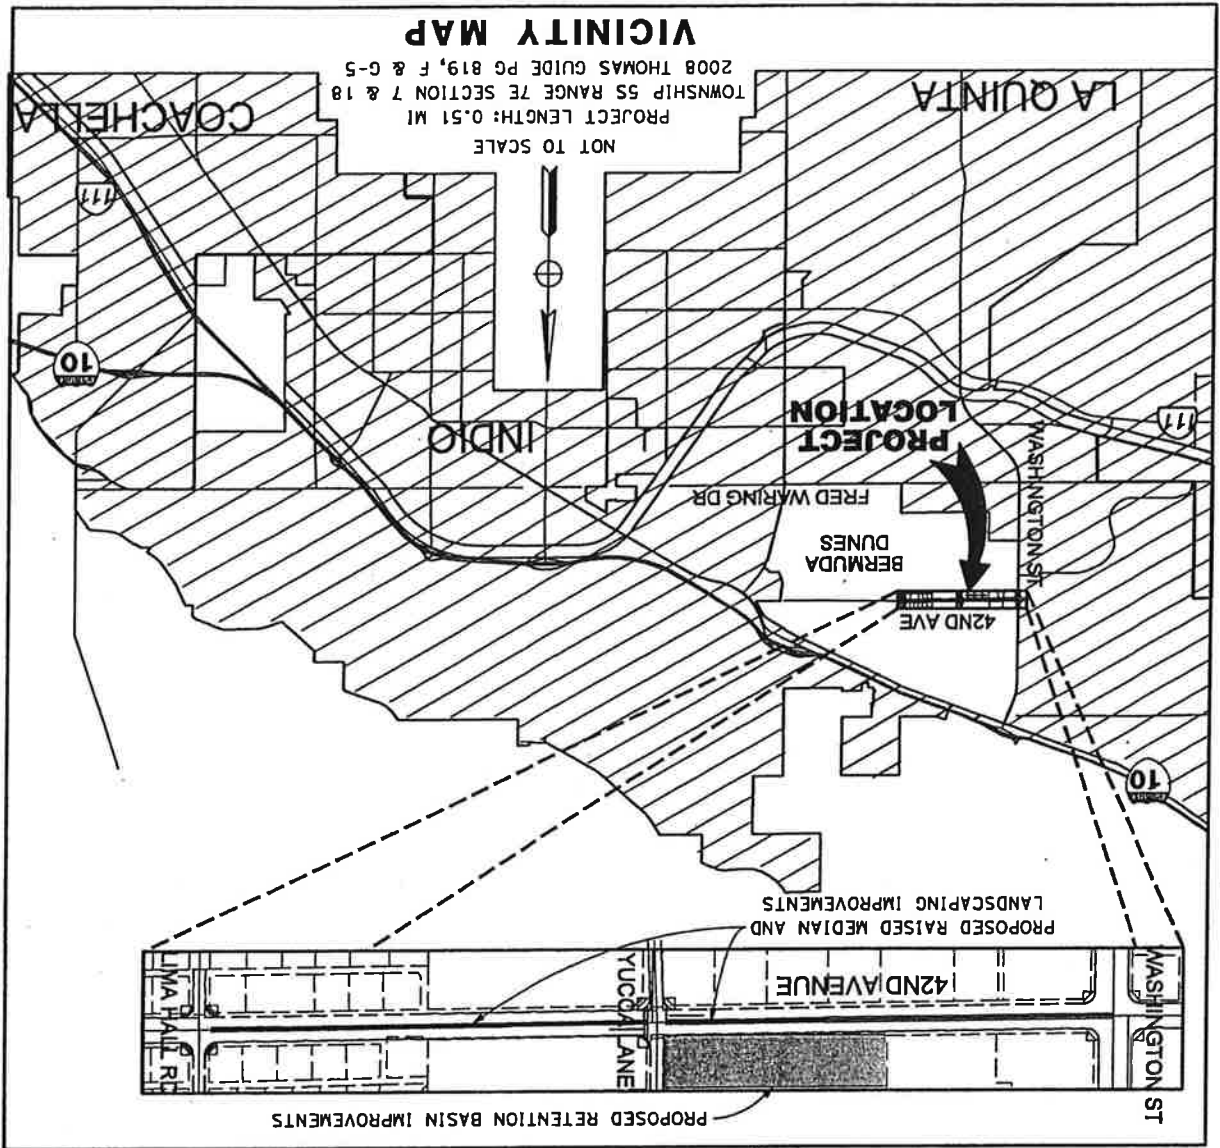 PROPOSED RETENTION BASIN IMPROVEMENTS
WASHINGTON ST
YUCCA LANE
LIMA HALL RD
42ND AVENUE
PROPOSED RAISED MEDIAN AND
LANDSCAPING IMPROVEMENTS
10
42ND AVE
BERMUDA
DUNES
WASHINGTON ST
FRED WARING DR
PROJECT
LOCATION
111
INDIO
10
111
NOT TO SCALE
PROJECT LENGTH: 0.51 MI
TOWNSHIP 5S RANGE 7E SECTION 7 & 18
2008 THOMAS GUIDE PG 819, F & G-5
LA QUINTA
COACHELLA
VICINITY MAP